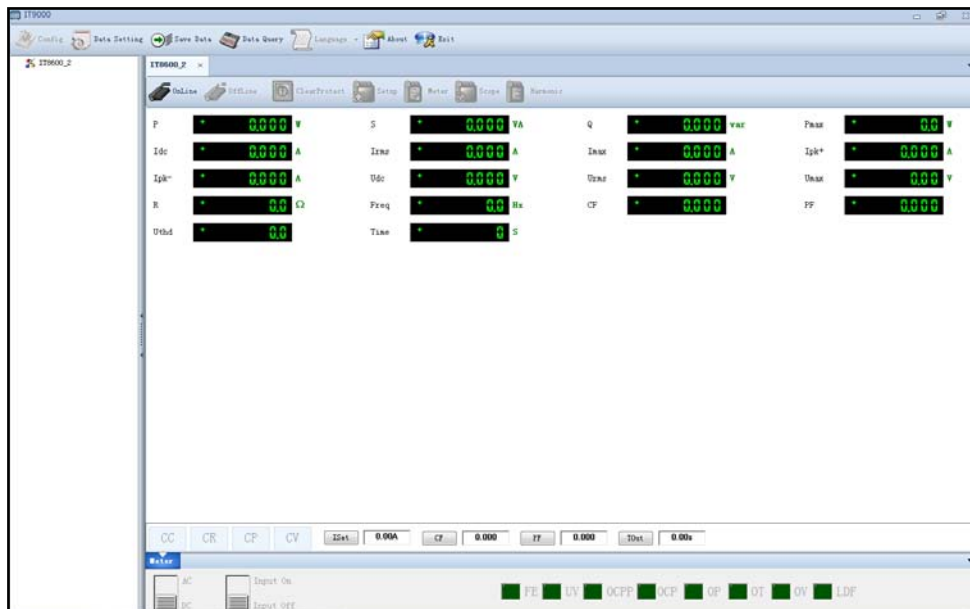 IT9000
Config Data Setting Save Data Data Query Language About Exit
IT8600_2 IT8600_2 ×
OnLine OffLine ClearProtect Setup Meter Scope Harmonic
P 0.000 W S 0.000 VA Q 0.000 var Pmax 0.0 W
Idc 0.000 A Irms 0.000 A Imax 0.000 A Ipk+ 0.000 A
Ipk- 0.000 A Udc 0.000 V Urms 0.000 V Umax 0.00 V
R 0.0 Ω Freq 0.0 Hz CF 0.000 PF 0.000
Uthd 0.0 Time 0 S
CC CR CP CV ISet 0.00A CF 0.000 PF 0.000 TOut 0.00s
Meter
AC Input On
FE UV OCPP OCP OP OT OV LDF
DC Input Off